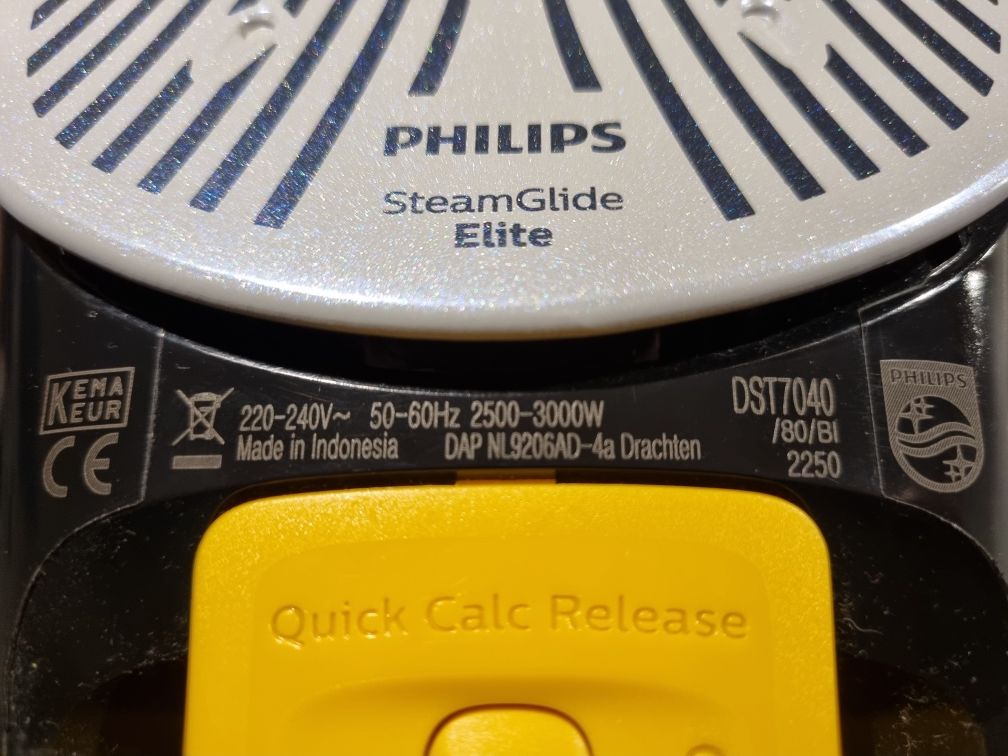 PHILIPS
SteamGlide
Elite
KEMA
EUR
CE
220-240V~ 50-60Hz 2500-3000W
Made in Indonesia DAP NL9206AD-4a Drachten
DST7040
/80/BI
2250
PHILIPS
Quick Calc Release